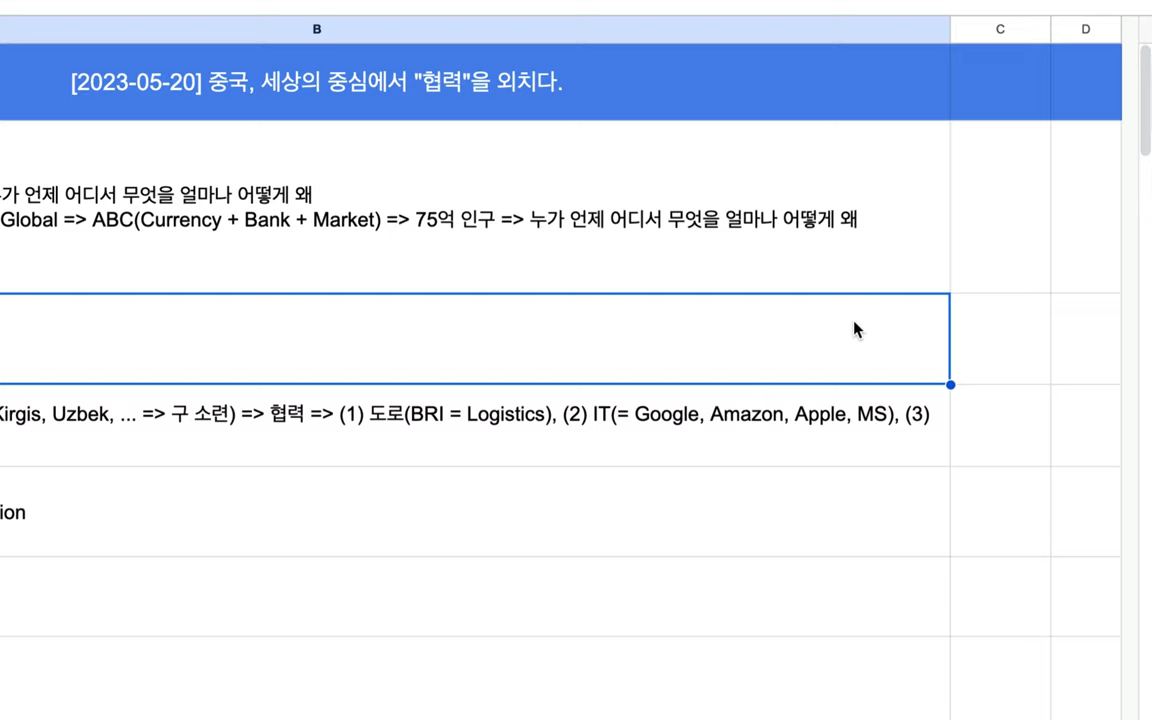 B
C
D
[2023-05-20] 중국, 세상의 중심에서 "협력"을 외치다.
가 언제 어디서 무엇을 얼마나 어떻게 왜
Global => ABC(Currency + Bank + Market) => 75억 인구 => 누가 언제 어디서 무엇을 얼마나 어떻게 왜
Kirgis, Uzbek, ... => 구 소련) => 협력 => (1) 도로(BRI = Logistics), (2) IT(= Google, Amazon, Apple, MS), (3)
ion